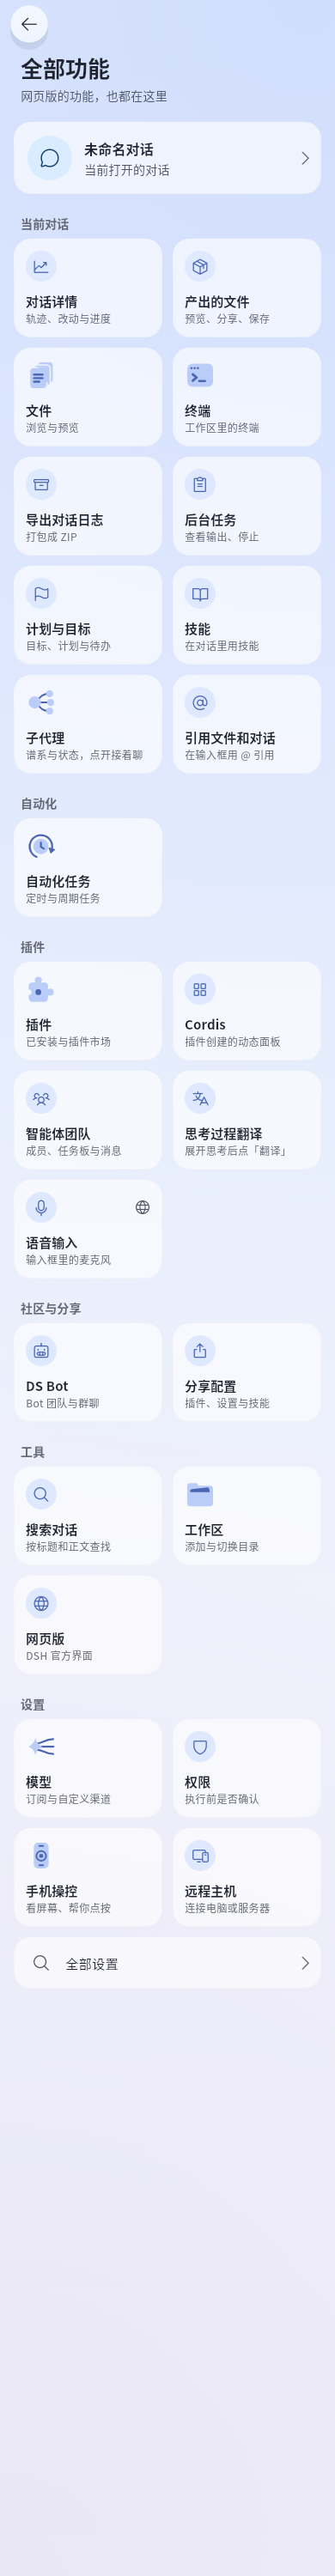 全部功能
网页版的功能，也都在这里
未命名对话
当前打开的对话
当前对话
对话详情
轨迹、改动与进度
产出的文件
预览、分享、保存
文件
浏览与预览
终端
工作区里的终端
导出对话日志
打包成 ZIP
后台任务
查看输出、停止
计划与目标
目标、计划与待办
技能
在对话里用技能
子代理
谱系与状态，点开接着聊
引用文件和对话
在输入框用 @ 引用
自动化
自动化任务
定时与周期任务
插件
插件
已安装与插件市场
Cordis
插件创建的动态面板
智能体团队
成员、任务板与消息
思考过程翻译
展开思考后点「翻译」
语音输入
输入框里的麦克风
社区与分享
DS Bot
Bot 团队与群聊
分享配置
插件、设置与技能
工具
搜索对话
按标题和正文查找
工作区
添加与切换目录
网页版
DSH 官方界面
设置
模型
订阅与自定义渠道
权限
执行前是否确认
手机操控
看屏幕、帮你点按
远程主机
连接电脑或服务器
全部设置